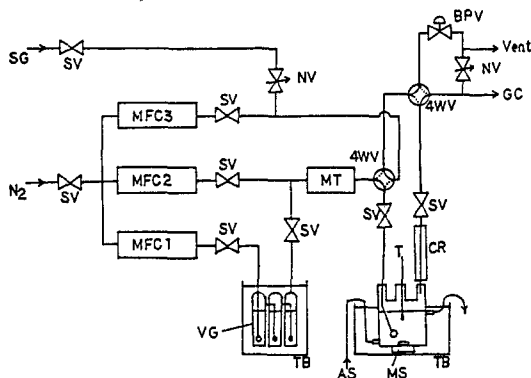 BPV
SG
SV
Vent
NV
NV
GC
4WV
MFC3
SV
4WV
N2
SV
MFC2
SV
MT
SV
SV
SV
MFC1
SV
T
CR
VG
TB
AS
MS
TB